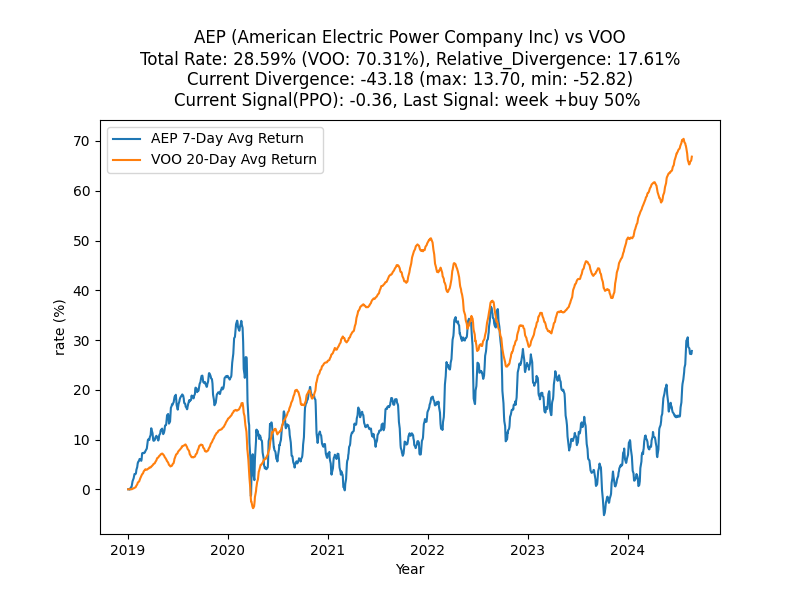 AEP (American Electric Power Company Inc) vs VOO
Total Rate: 28.59% (VOO: 70.31%), Relative_Divergence: 17.61%
Current Divergence: -43.18 (max: 13.70, min: -52.82)
Current Signal(PPO): -0.36, Last Signal: week +buy 50%
AEP 7-Day Avg Return
VOO 20-Day Avg Return
70
60
50
40
30
20
10
0
rate (%)
2019
2020
2021
2022
2023
2024
Year